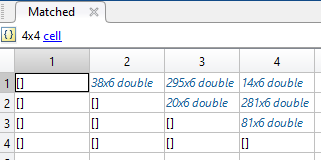 Matched
4x4 cell
1 2 3 4
1 [] 38x6 double 295x6 double 14x6 double
2 [] [] 20x6 double 281x6 double
3 [] [] [] 81x6 double
4 [] [] [] []